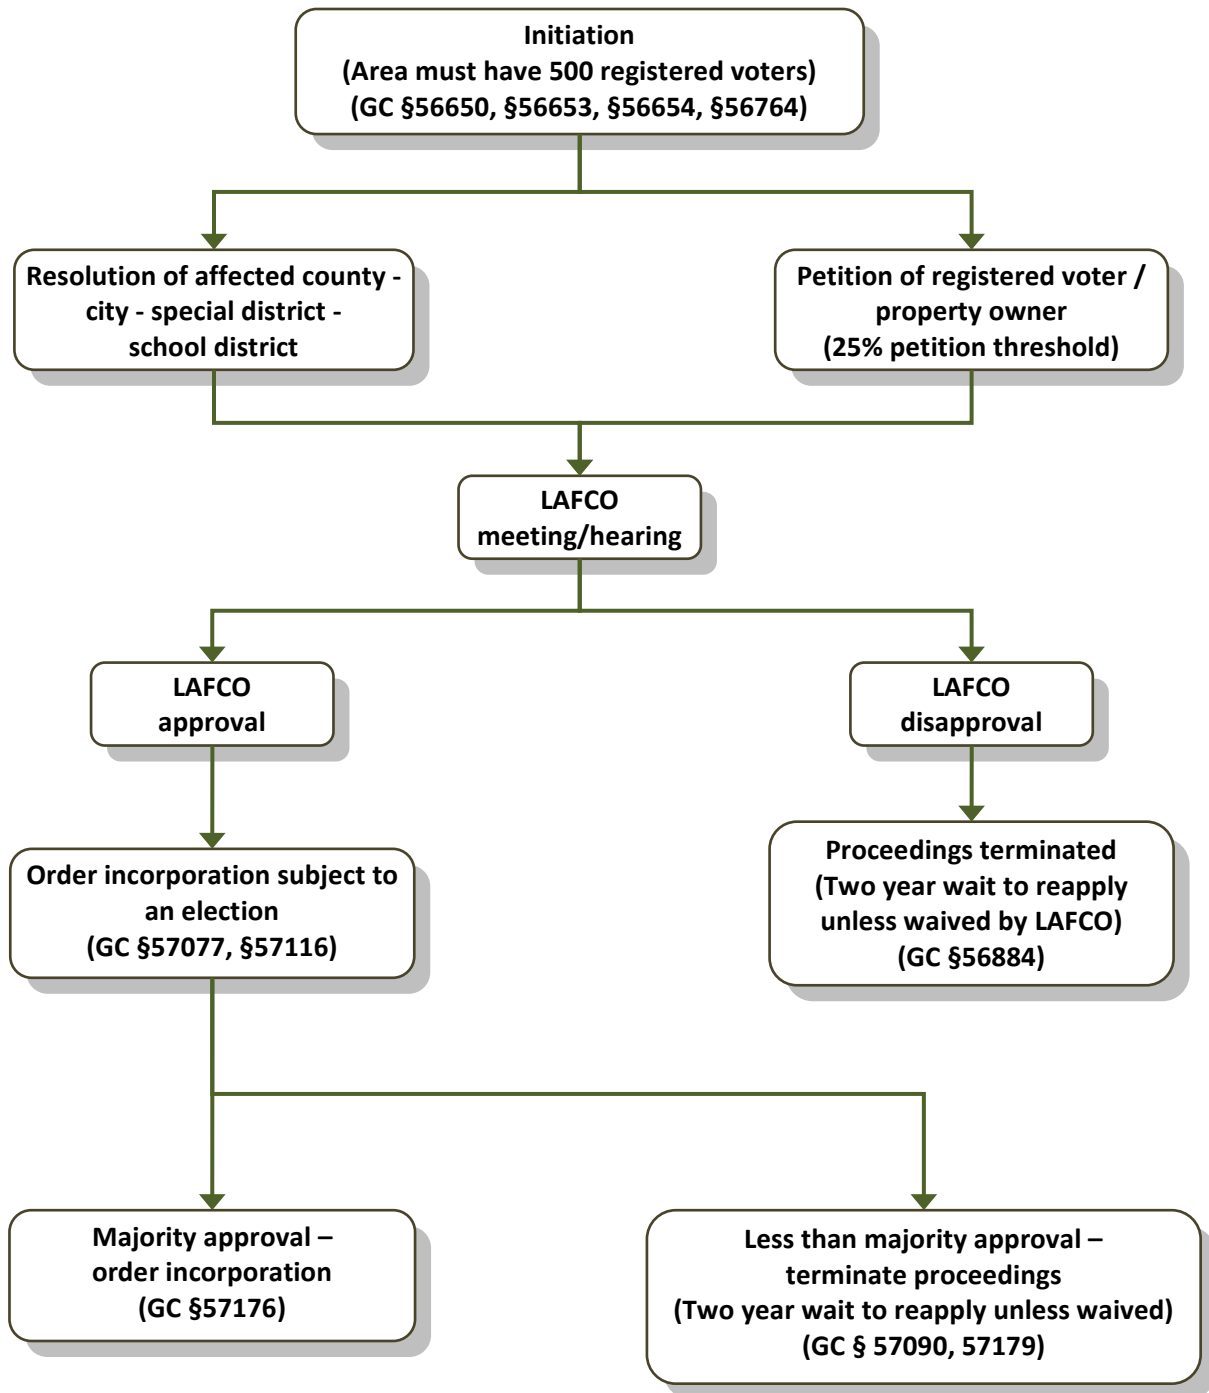 Initiation
(Area must have 500 registered voters)
(GC §56650, §56653, §56654, §56764)
Resolution of affected county -
city - special district -
school district
Petition of registered voter /
property owner
(25% petition threshold)
LAFCO
meeting/hearing
LAFCO
approval
LAFCO
disapproval
Order incorporation subject to
an election
(GC §57077, §57116)
Proceedings terminated
(Two year wait to reapply
unless waived by LAFCO)
(GC §56884)
Majority approval –
order incorporation
(GC §57176)
Less than majority approval –
terminate proceedings
(Two year wait to reapply unless waived)
(GC § 57090, 57179)